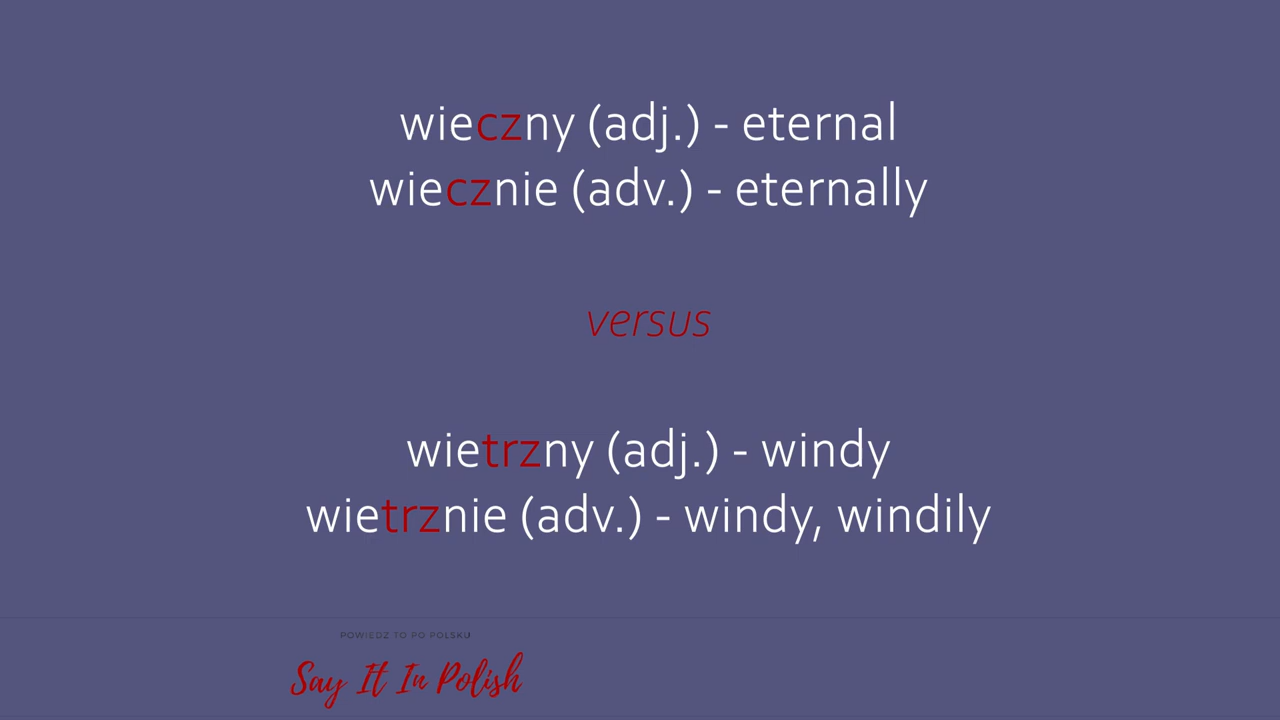 wieczny (adj.) - eternal
wiecznie (adv.) - eternally
versus
wietrzny (adj.) - windy
wietrznie (adv.) - windy, windily
POWIEDZ TO PO POLSKU
Say It In Polish